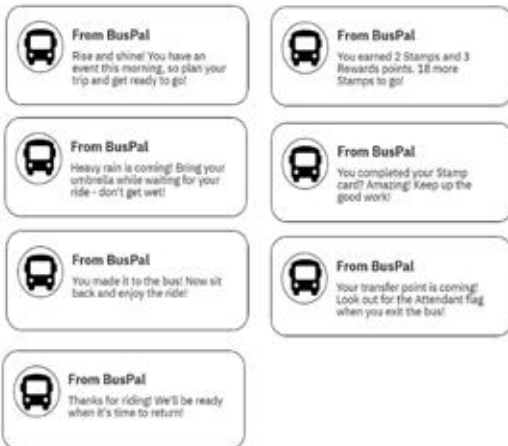 From BusPal
Rise and shine! You have an
event this morning, so plan your
trip and get ready to go!
From BusPal
Heavy rain is coming! Bring your
umbrella while waiting for your
ride - don't get wet!
From BusPal
You made it to the bus! Now sit
back and enjoy the ride!
From BusPal
Thanks for riding! We'll be ready
when it's time to return!
From BusPal
You earned 2 Stamps and 3
Rewards points. 18 more
Stamps to go!
From BusPal
You completed your Stamp
card? Amazing! Keep up the
good work!
From BusPal
Your transfer point is coming!
Look out for the Attendant flag
when you exit the bus!